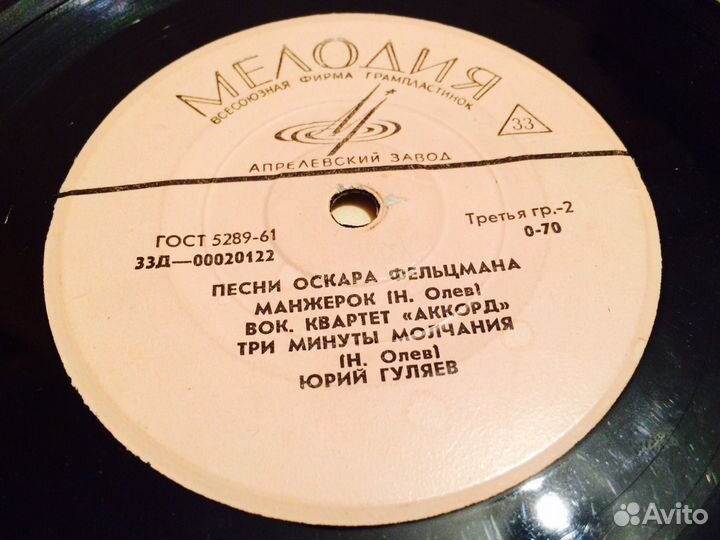 МЕЛОДИЯ
ВСЕСОЮЗНАЯ ФИРМА ГРАМПЛАСТИНОК
33
АПРЕЛЕВСКИЙ ЗАВОД
ГОСТ 5289-61
Третья гр.-2
33Д—00020122
0-70
ПЕСНИ ОСКАРА ФЕЛЬЦМАНА
МАНЖЕРОК (Н. Олев)
ВОК. КВАРТЕТ «АККОРД»
ТРИ МИНУТЫ МОЛЧАНИЯ
(Н. Олев)
ЮРИЙ ГУЛЯЕВ
Avito